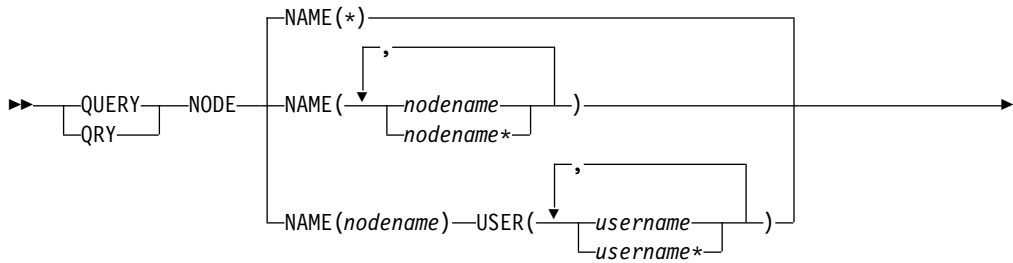 NAME(*)
,
QUERY NODE NAME( nodename )
QRY nodename*
,
NAME(nodename) USER( username )
username*